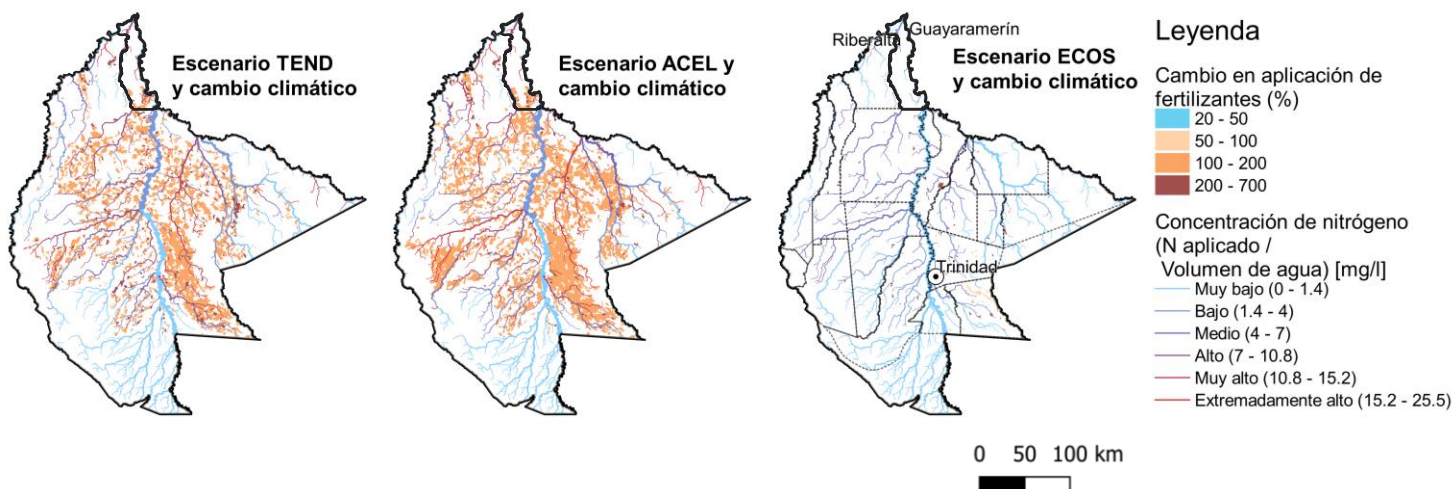 Escenario TEND
y cambio climático
Escenario ACEL y
cambio climático
Guayaramerín
Riberalta
Escenario ECOS
y cambio climático
Trinidad
Leyenda
Cambio en aplicación de
fertilizantes (%)
20 - 50
50 - 100
100 - 200
200 - 700
Concentración de nitrógeno
(N aplicado /
Volumen de agua) [mg/l]
Muy bajo (0 - 1.4)
Bajo (1.4 - 4)
Medio (4 - 7)
Alto (7 - 10.8)
Muy alto (10.8 - 15.2)
Extremadamente alto (15.2 - 25.5)
0 50 100 km